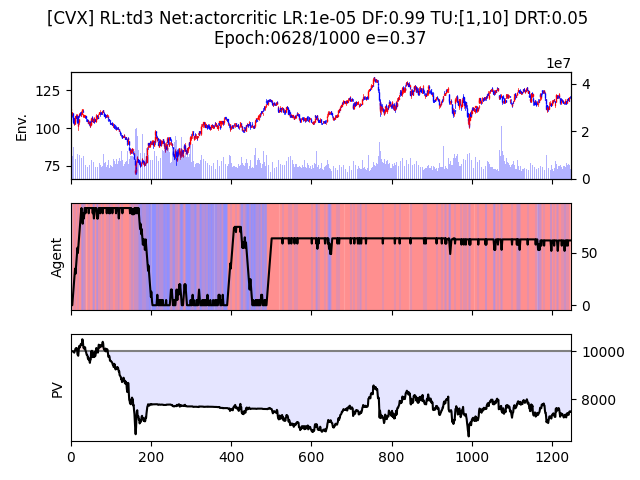 [CVX] RL:td3 Net:actorcritic LR:1e-05 DF:0.99 TU:[1,10] DRT:0.05
Epoch:0628/1000 e=0.37
1e7
125
100
75
Env.
4
2
0
Agent
50
0
PV
10000
8000
0 200 400 600 800 1000 1200